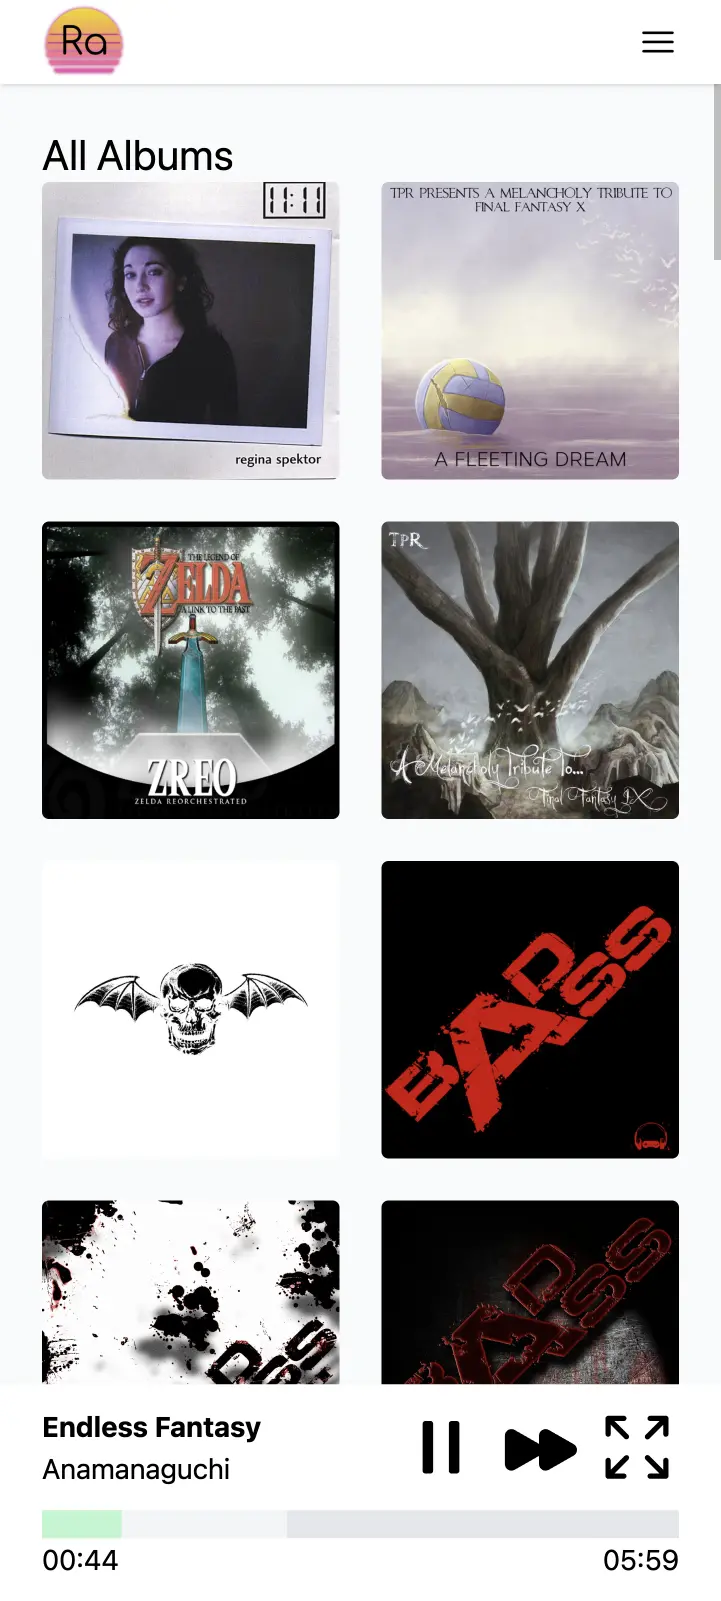 Ra
All Albums
11:11
regina spektor
TPR PRESENTS A MELANCHOLY TRIBUTE TO
FINAL FANTASY X
A FLEETING DREAM
THE LEGEND OF
ZELDA
A LINK TO THE PAST
ZREO
ZELDA REORCHESTRATED
TPR
A Melancholy Tribute To...
Final Fantasy IX
BADASS
Endless Fantasy
Anamanaguchi
00:44
05:59